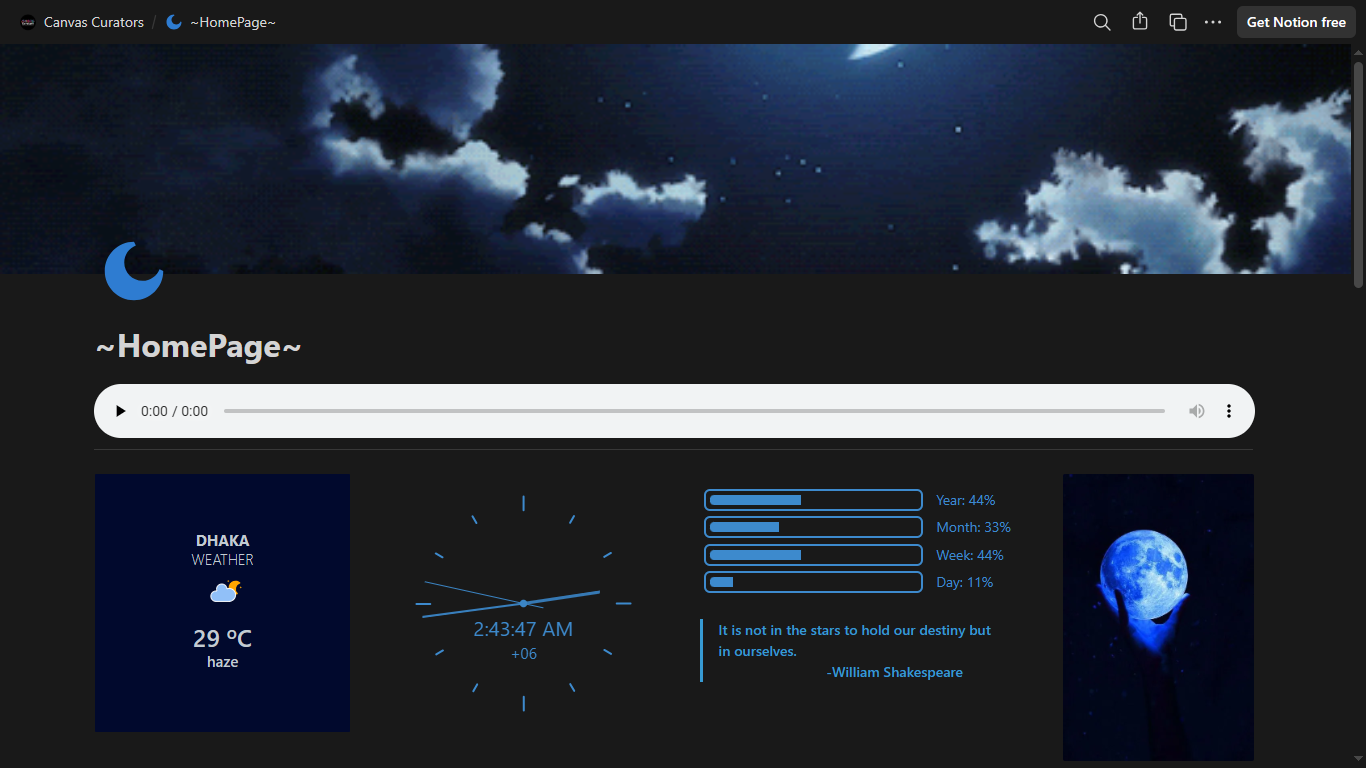 Canvas Curators / ~HomePage~
Get Notion free
~HomePage~
0:00 / 0:00
DHAKA
WEATHER
29 ºC
haze
2:43:47 AM
+06
Year: 44%
Month: 33%
Week: 44%
Day: 11%
It is not in the stars to hold our destiny but
in ourselves.
-William Shakespeare